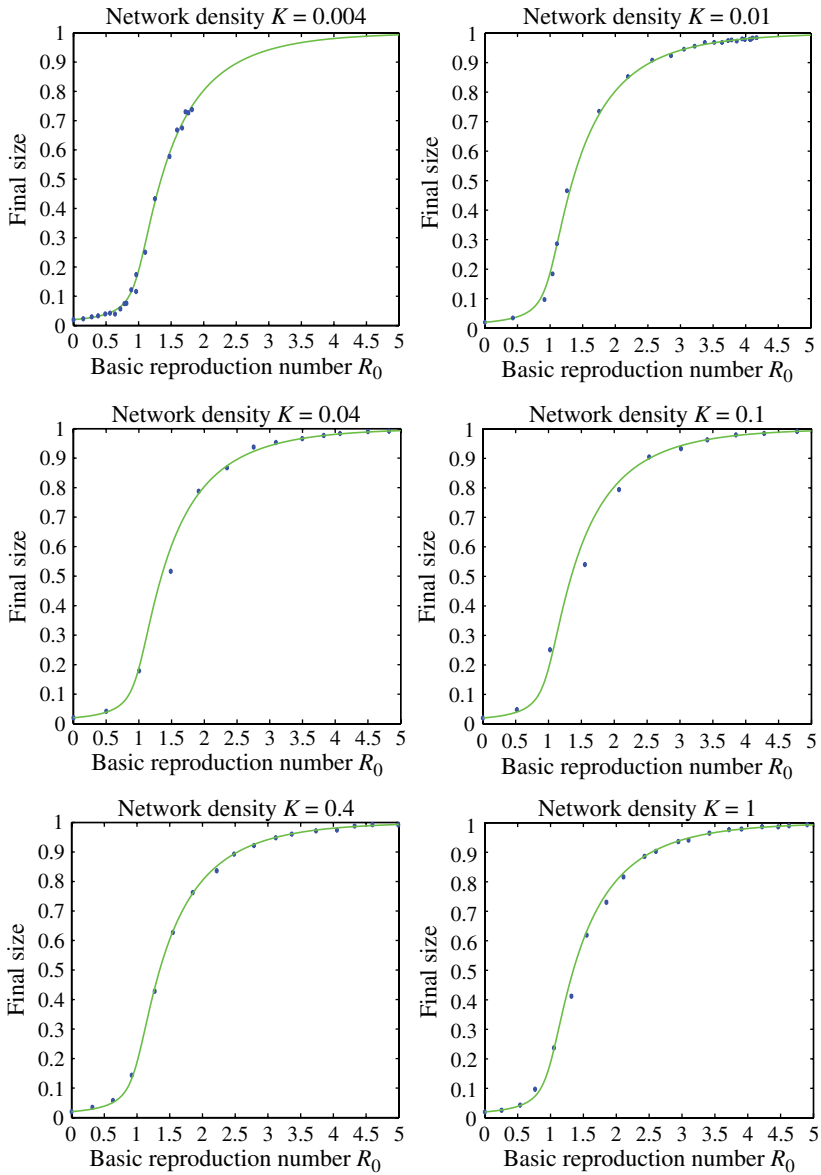 Network density K = 0.004
1
0.9
0.8
0.7
0.6
0.5
0.4
0.3
0.2
0.1
0
Final size
0 0.5 1 1.5 2 2.5 3 3.5 4 4.5 5
Basic reproduction number R0
Network density K = 0.01
1
0.9
0.8
0.7
0.6
0.5
0.4
0.3
0.2
0.1
0
Final size
0 0.5 1 1.5 2 2.5 3 3.5 4 4.5 5
Basic reproduction number R0
Network density K = 0.04
1
0.9
0.8
0.7
0.6
0.5
0.4
0.3
0.2
0.1
0
Final size
0 0.5 1 1.5 2 2.5 3 3.5 4 4.5 5
Basic reproduction number R0
Network density K = 0.1
1
0.9
0.8
0.7
0.6
0.5
0.4
0.3
0.2
0.1
0
Final size
0 0.5 1 1.5 2 2.5 3 3.5 4 4.5 5
Basic reproduction number R0
Network density K = 0.4
1
0.9
0.8
0.7
0.6
0.5
0.4
0.3
0.2
0.1
0
Final size
0 0.5 1 1.5 2 2.5 3 3.5 4 4.5 5
Basic reproduction number R0
Network density K = 1
1
0.9
0.8
0.7
0.6
0.5
0.4
0.3
0.2
0.1
0
Final size
0 0.5 1 1.5 2 2.5 3 3.5 4 4.5 5
Basic reproduction number R0